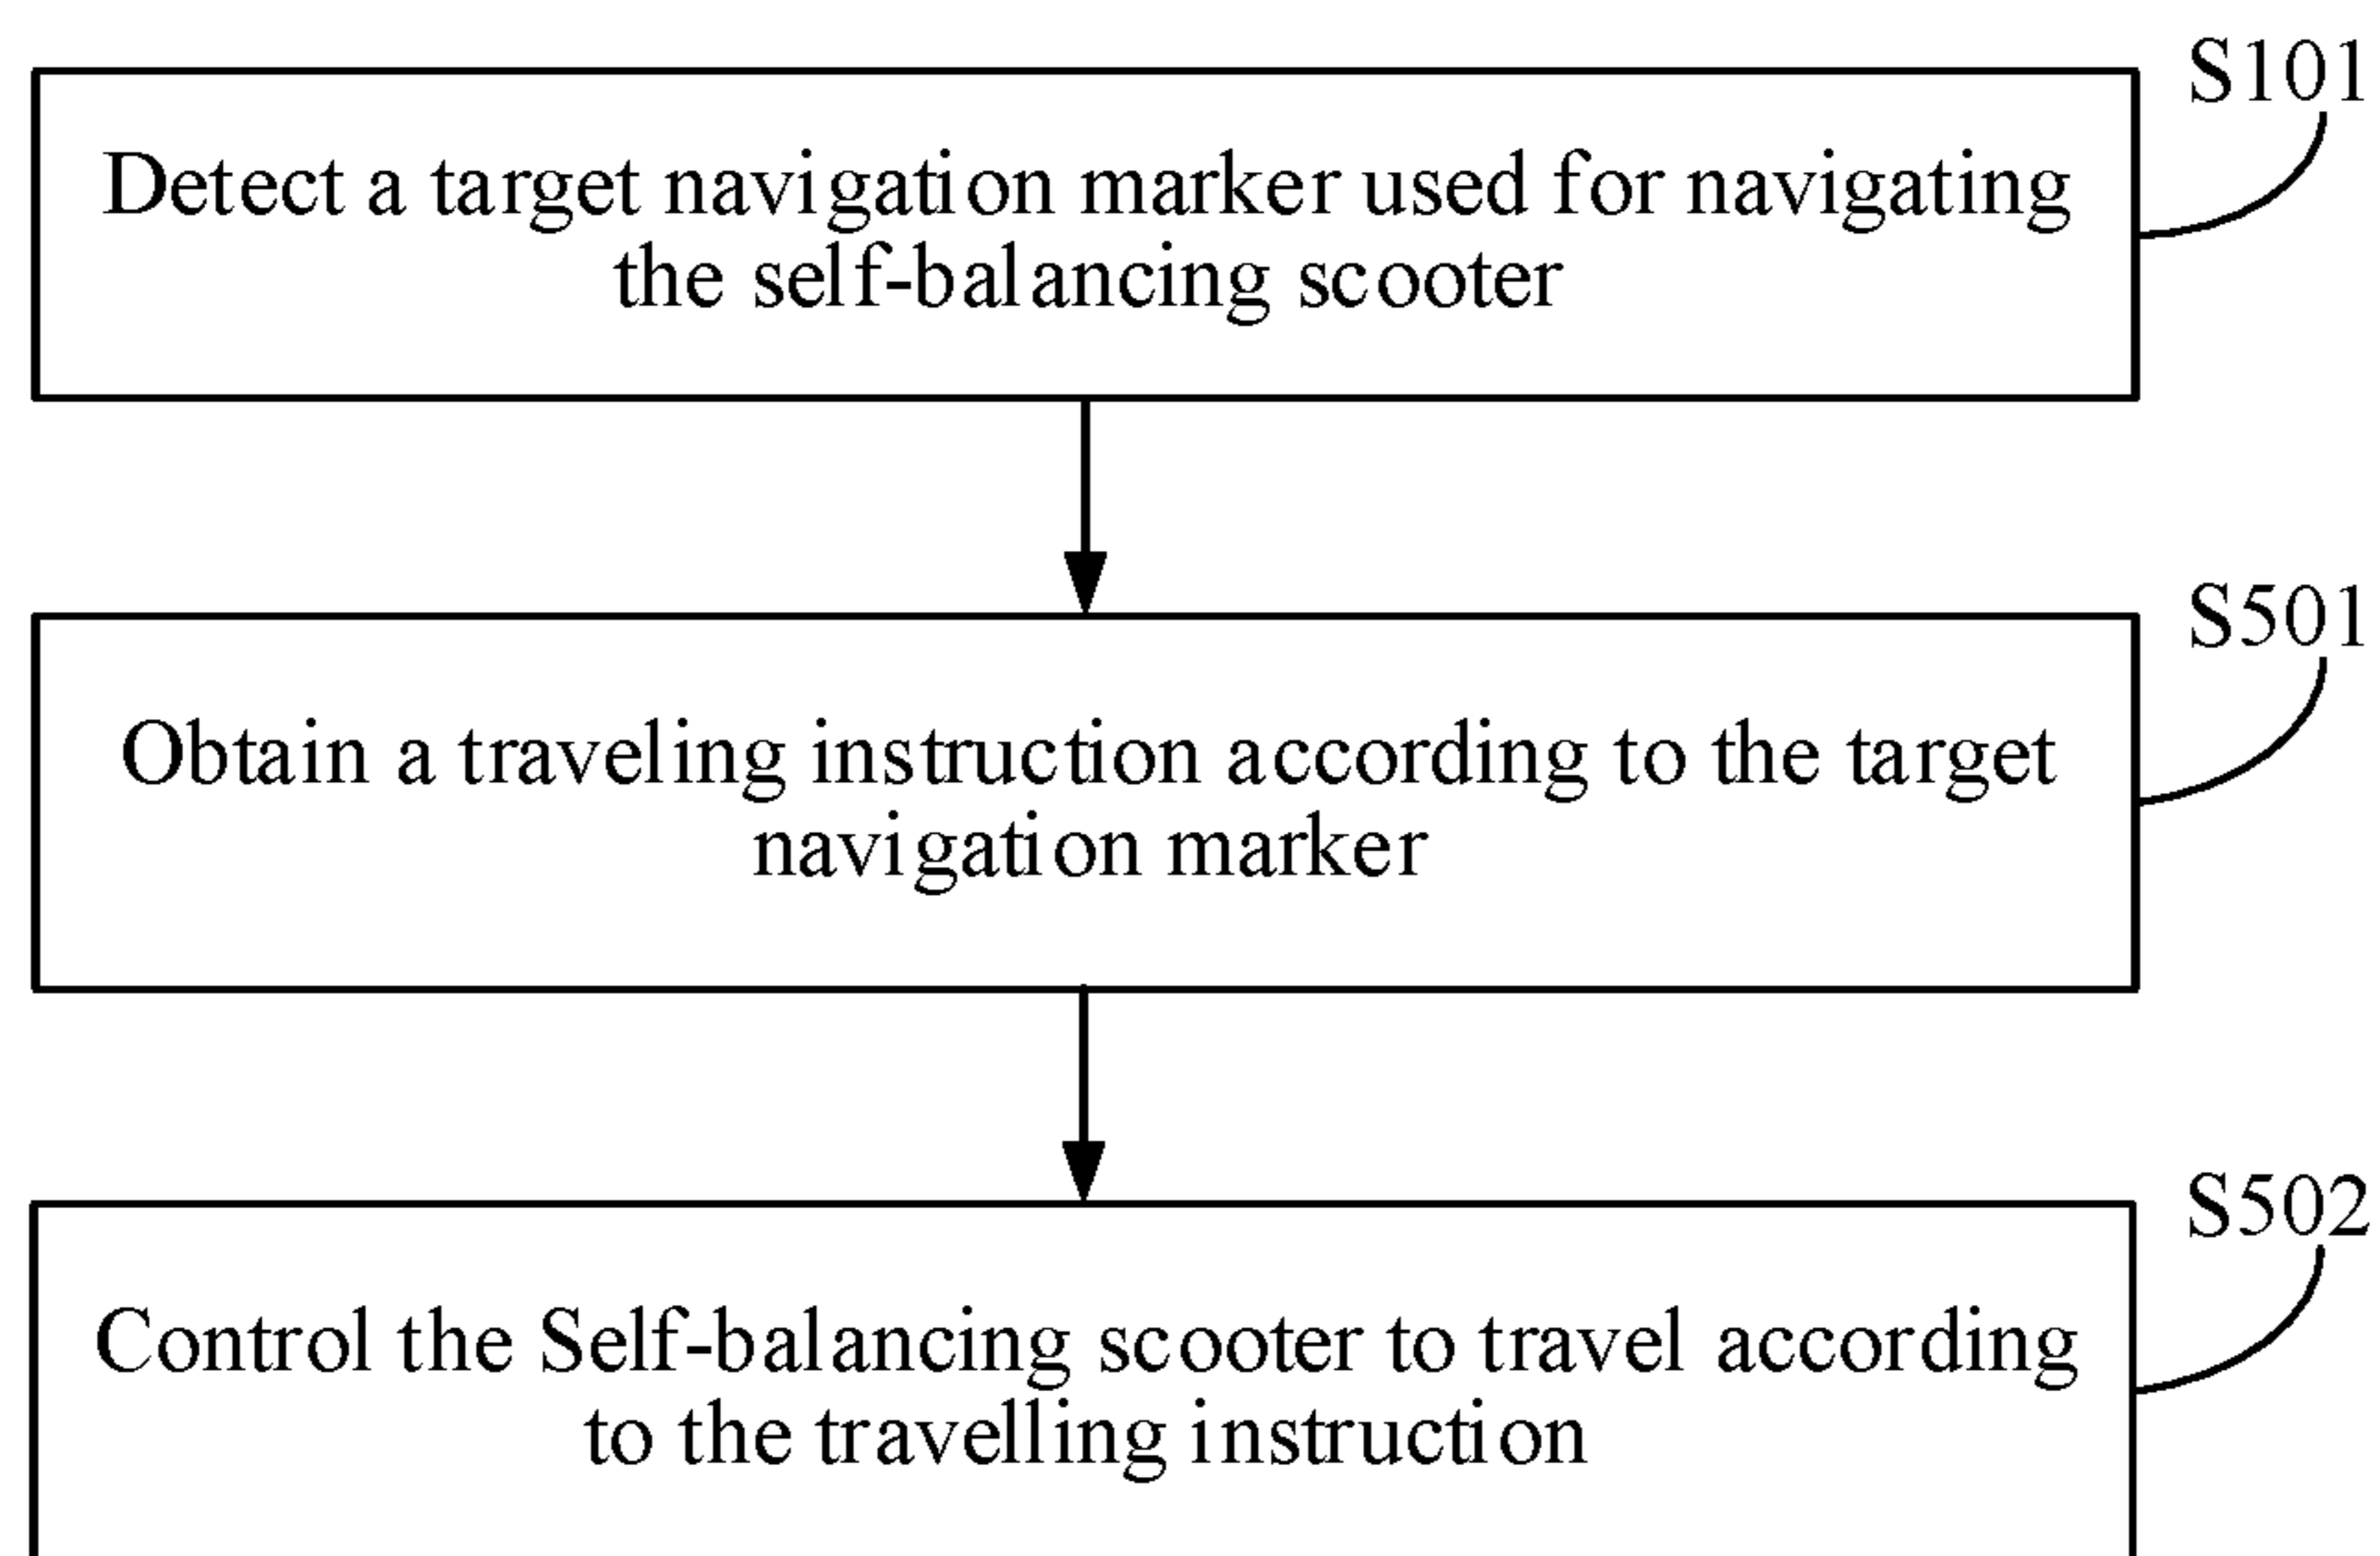 S101
Detect a target navigation marker used for navigating
the self-balancing scooter
S501
Obtain a traveling instruction according to the target
navigation marker
S502
Control the Self-balancing scooter to travel according
to the travelling instruction